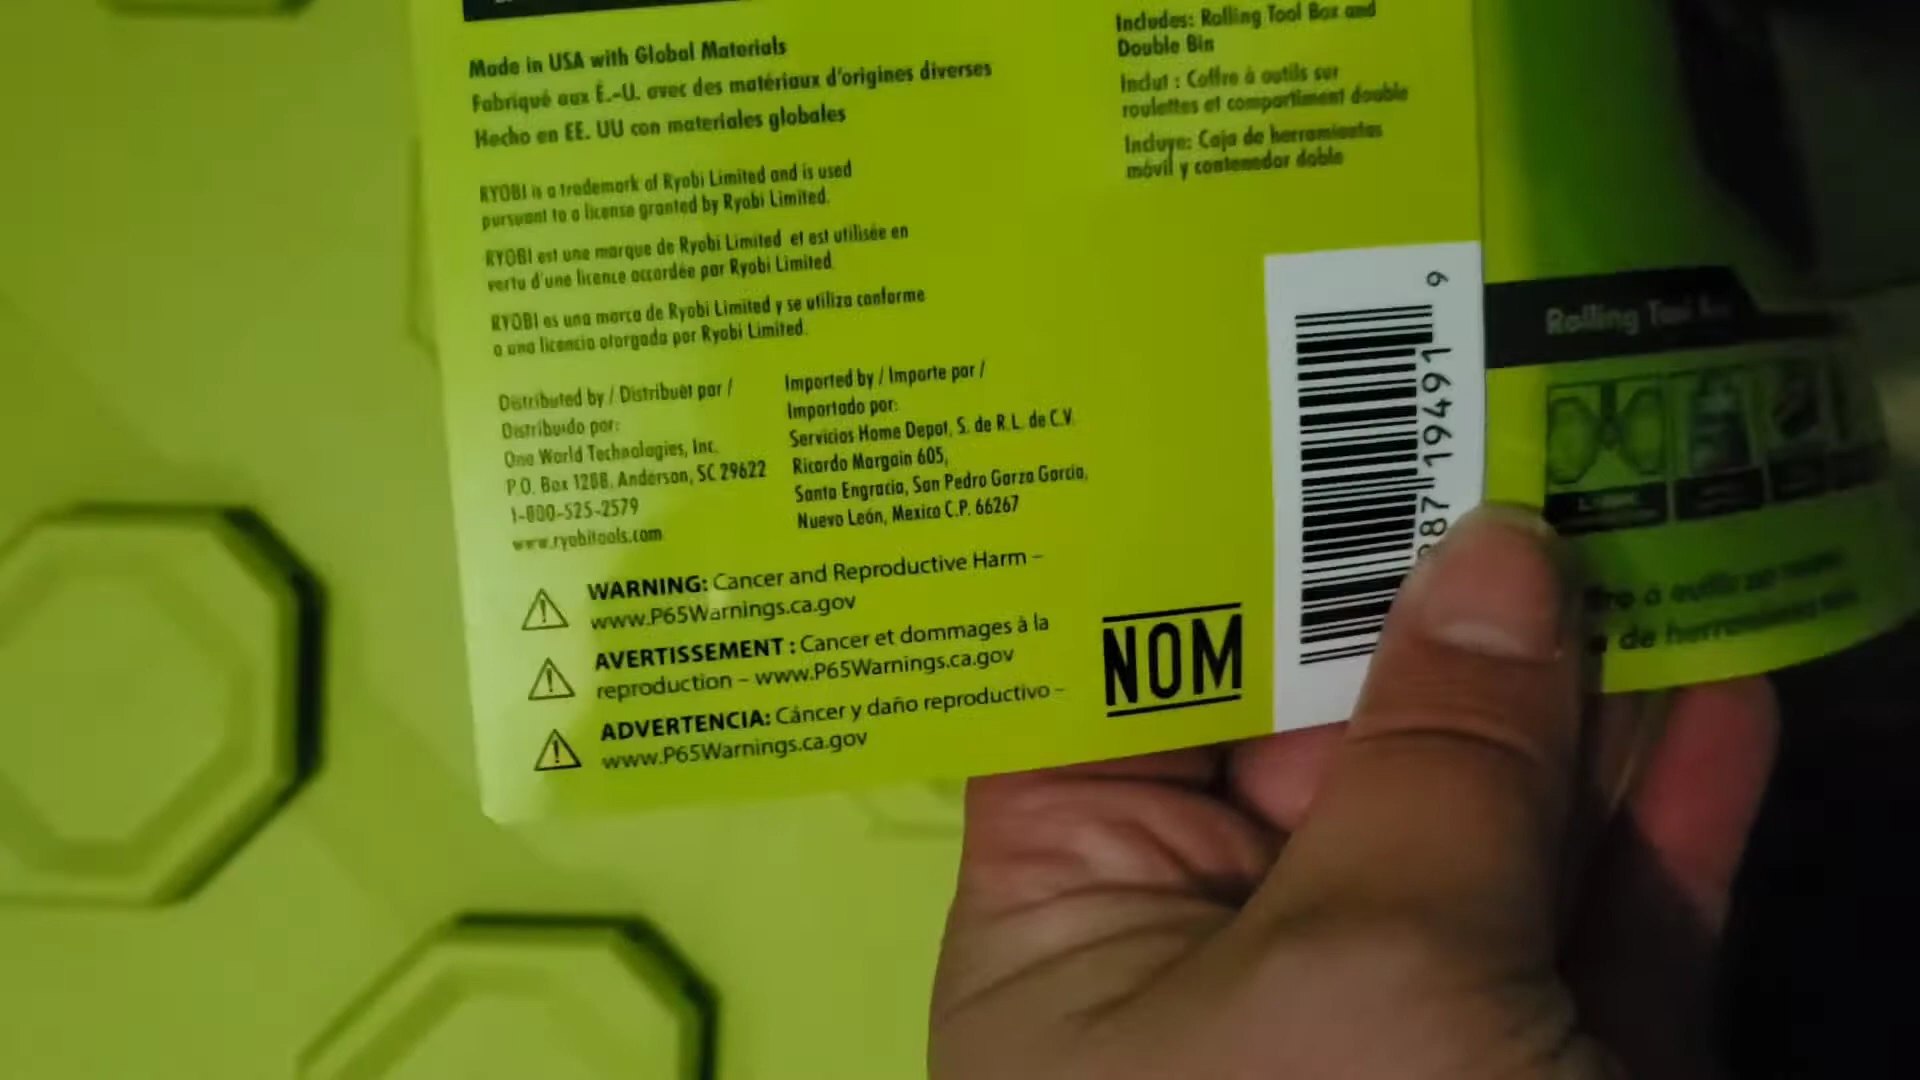 Made in USA with Global Materials
Fabriqué aux É.-U. avec des matériaux d'origines diverses
Hecho en EE. UU con materiales globales
RYOBI is a trademark of Ryobi Limited and is used
pursuant to a license granted by Ryobi Limited.
RYOBI est une marque de Ryobi Limited et est utilisée en
vertu d'une licence accordée par Ryobi Limited
RYOBI es una marca de Ryobi Limited y se utiliza conforme
a una licencia otorgada por Ryobi Limited.
Distributed by / Distribuét par /
Distribuido por:
One World Technologies, Inc.
P.O. Box 1288, Anderson, SC 29622
1-800-525-2579
www.ryobitools.com
Imported by / Importe par /
Importado por:
Servicios Home Depot, S. de R.L. de C.V.
Ricardo Margain 605,
Santa Engracia, San Pedro Garza Garcia,
Nuevo León, Mexico C.P. 66267
WARNING: Cancer and Reproductive Harm –
www.P65Warnings.ca.gov
AVERTISSEMENT : Cancer et dommages à la
reproduction – www.P65Warnings.ca.gov
ADVERTENCIA: Cáncer y daño reproductivo –
www.P65Warnings.ca.gov
NOM
Includes: Rolling Tool Box and
Double Bin
Inclut : Coffre à outils sur
roulettes et compartiment double
Incluye: Caja de herramientas
móvil y contenedor doble
87 19491 9
Rolling Tool
à outils sur
de